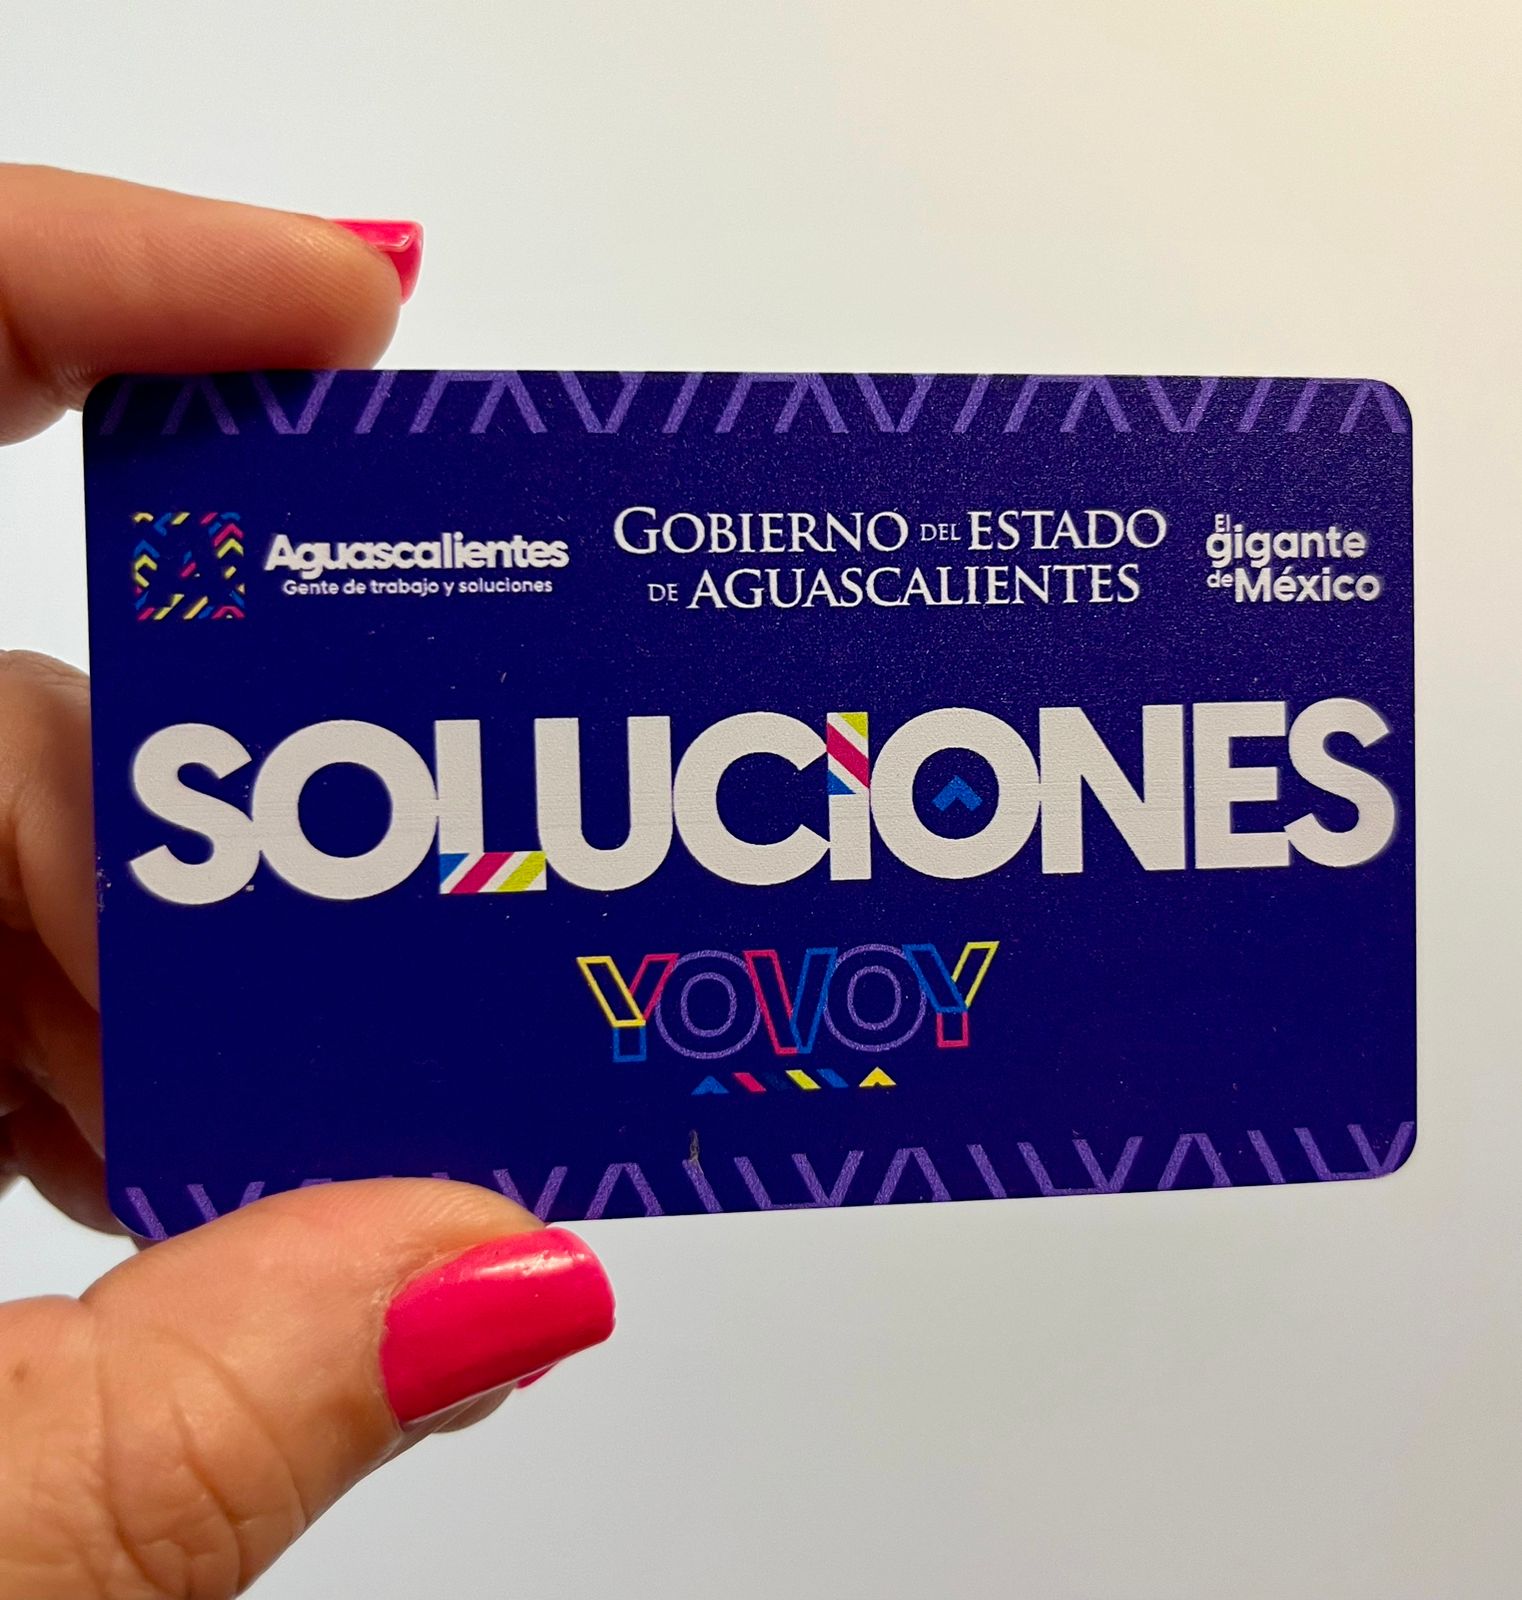 Aguascalientes
Gente de trabajo y soluciones
GOBIERNO DEL ESTADO
DE AGUASCALIENTES
El
gigante
de México
SOLUCIONES
YOVOY